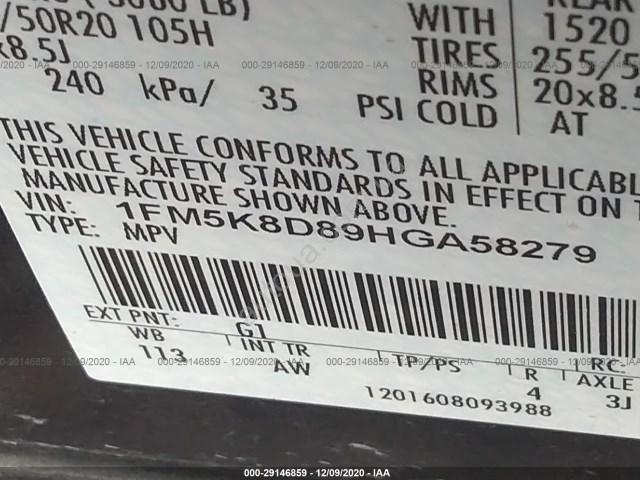 LB)
/50R20 105H
x8.5J
240 kPa/ 35 PSI COLD
WITH
TIRES
RIMS
REAR
1520
255/5
20x8.5
AT
THIS VEHICLE CONFORMS TO ALL APPLICABL
VEHICLE SAFETY STANDARDS IN EFFECT ON T
MANUFACTURE SHOWN ABOVE.
VIN: 1FM5K8D89HGA58279
TYPE: MPV
EXT PNT: G1
WB INT TR TP/PS R AXLE RC:
113 AW 4 3J
1201608093988
000-29146859 - 12/09/2020 - IAA